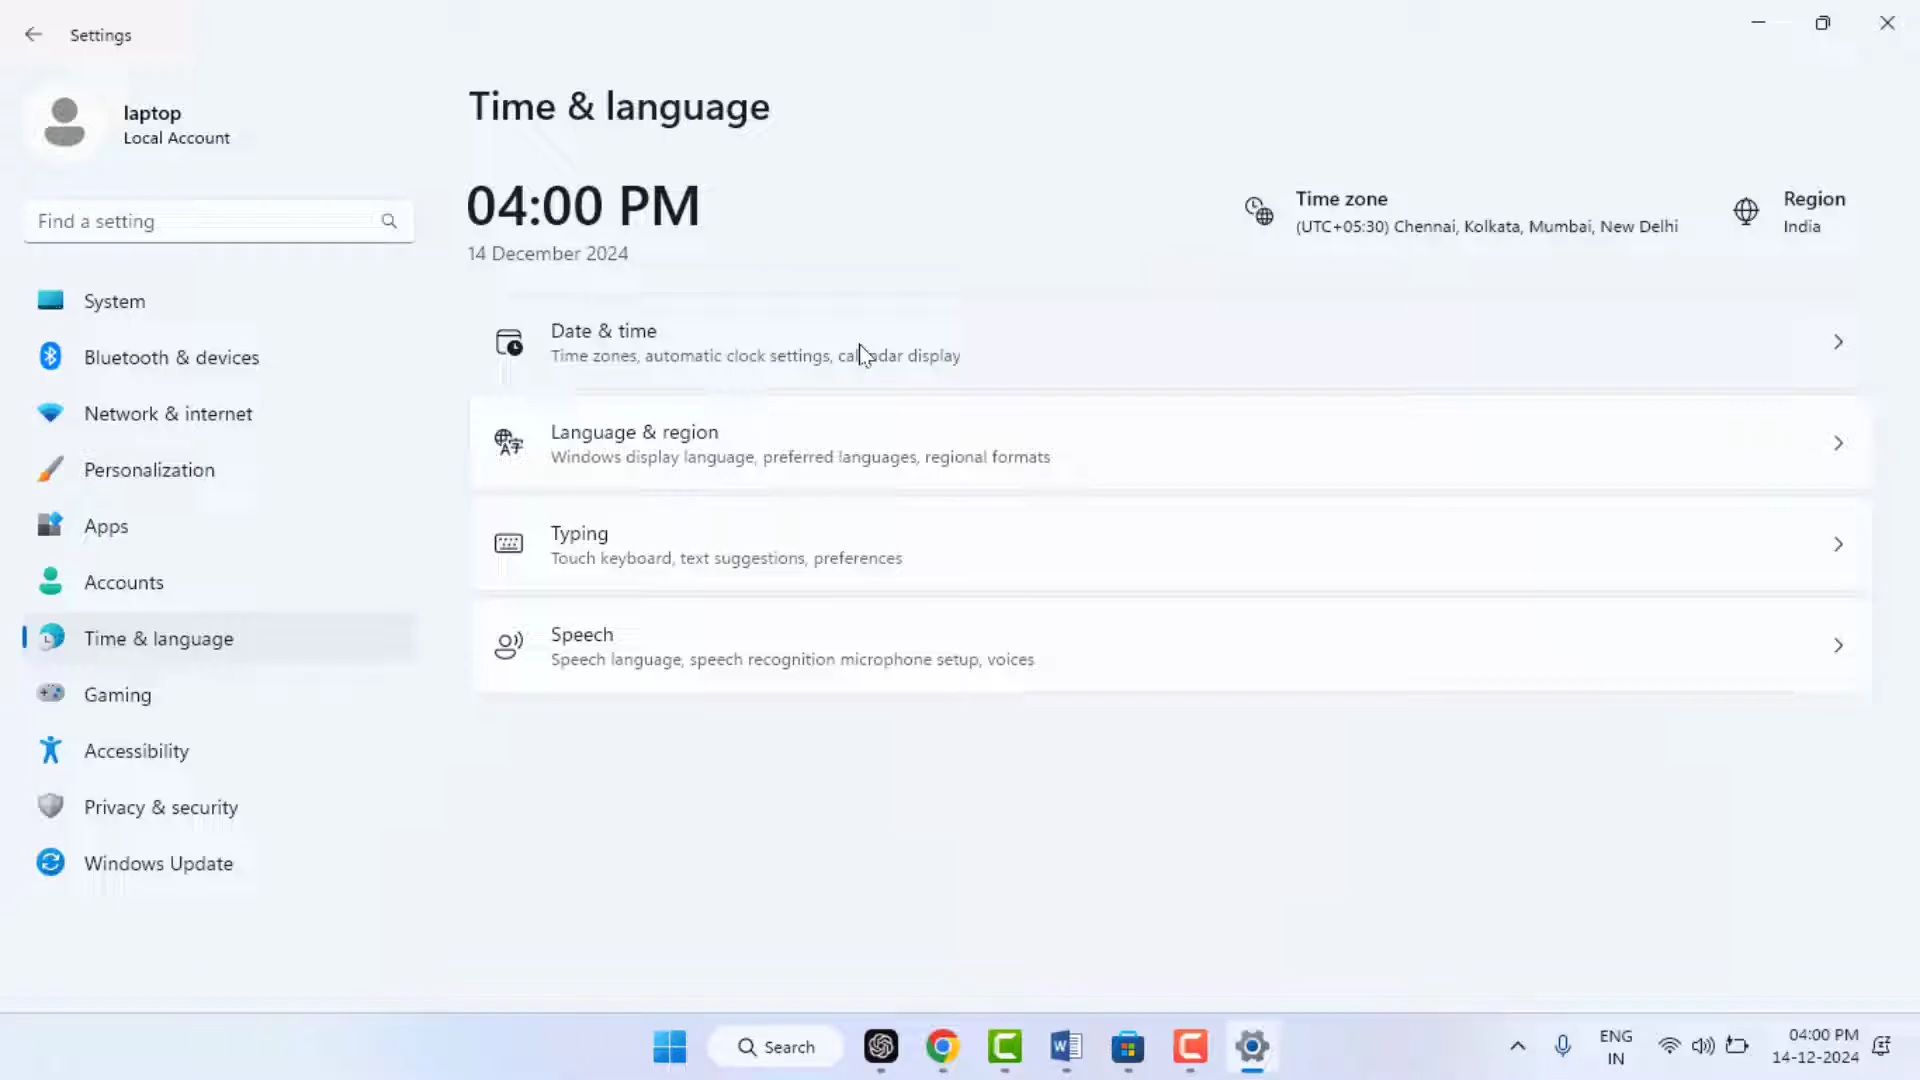 Settings
laptop
Local Account
Find a setting
System
Bluetooth & devices
Network & internet
Personalization
Apps
Accounts
Time & language
Gaming
Accessibility
Privacy & security
Windows Update
Time & language
04:00 PM
14 December 2024
Time zone
(UTC+05:30) Chennai, Kolkata, Mumbai, New Delhi
Region
India
Date & time
Time zones, automatic clock settings, calendar display
Language & region
Windows display language, preferred languages, regional formats
Typing
Touch keyboard, text suggestions, preferences
Speech
Speech language, speech recognition microphone setup, voices
Search
ENG
IN
04:00 PM
14-12-2024